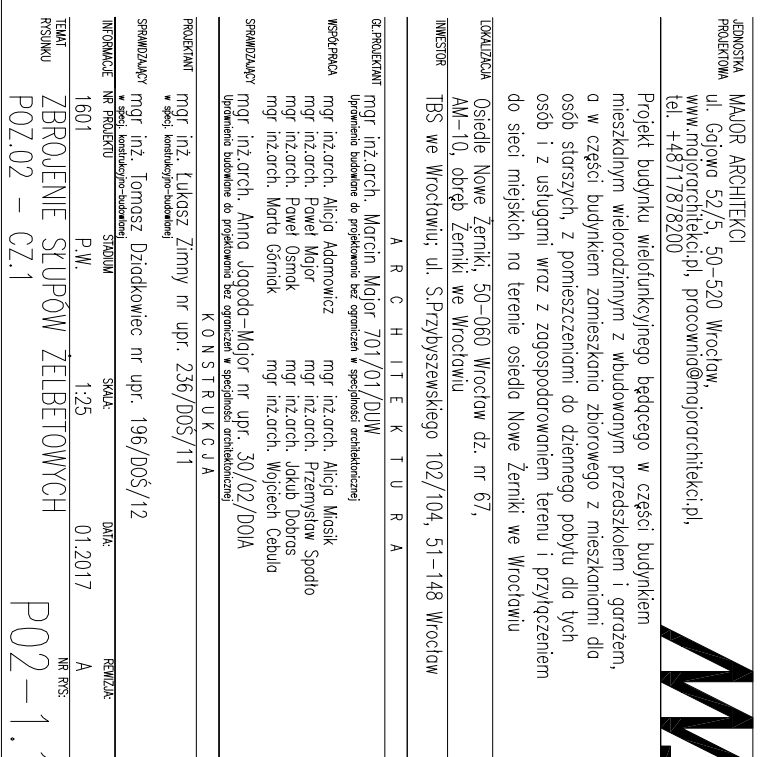 JEDNOSTKA PROJEKTOWA
MAJOR ARCHITEKCI
ul. Gajowa 52/5, 50-520 Wrocław,
www.majorarchitekci.pl, pracownia@majorarchitekci.pl,
tel. +48717878200
Projekt budynku wielofunkcyjnego będącego w części budynkiem
mieszkalnym wielorodzinnym z wbudowanym przedszkolem i garażem,
a w części budynkiem zamieszkania zbiorowego z mieszkaniami dla
osób starszych, z pomieszczeniami do dziennego pobytu dla tych
osób i z usługami wraz z zagospodarowaniem terenu i przyłączeniem
do sieci miejskich na terenie osiedla Nowe Żerniki we Wrocławiu
LOKALIZACJA
Osiedle Nowe Żerniki, 50-060 Wrocław dz. nr 67,
AM-10, obręb Żerniki we Wrocławiu
INWESTOR
TBS we Wrocławiu; ul. S.Przybyszewskiego 102/104, 51-148 Wrocław
A R C H I T E K T U R A
GŁ.PROJEKTANT
mgr inż.arch. Marcin Major 701/01/DUW
Uprawnienia budowlane do projektowania bez ograniczeń w specjalności architektonicznej
WSPÓŁPRACA
mgr inż.arch. Alicja Adamowicz mgr inż.arch. Alicja Miasik
mgr inż.arch. Paweł Major mgr inż.arch. Przemysław Spadło
mgr inż.arch. Paweł Osmak mgr inż.arch. Jakub Dobras
mgr inż.arch. Marta Górniak mgr inż.arch. Wojciech Cebula
SPRAWDZAJĄCY
mgr inż.arch. Anna Jagoda-Major nr upr. 30/02/DOIA
Uprawnienia budowlane do projektowania bez ograniczeń w specjalności architektonicznej
K O N S T R U K C J A
PROJEKTANT
mgr inż. Łukasz Zimny nr upr. 236/DOŚ/11
w specj. konstrukcyjno-budowlanej
SPRAWDZAJĄCY
mgr inż. Tomasz Dziadkowiec nr upr. 196/DOŚ/12
w specj. konstrukcyjno-budowlanej
INFORMACJE NR PROJEKTU STADIUM SKALA: DATA: REWIZJA:
1601 P.W. 1:25 01.2017 A
TEMAT RYSUNKU
ZBROJENIE SŁUPÓW ŻELBETOWYCH
POZ.02 - CZ.1
NR RYS:
P02-1.